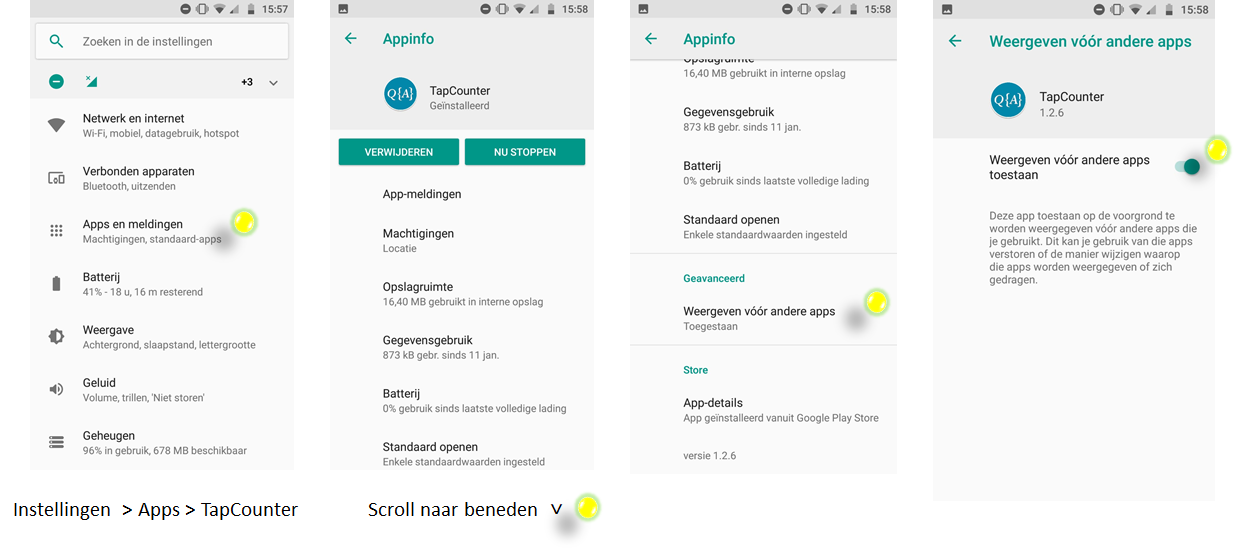 15:57
Zoeken in de instellingen
+3
Netwerk en internet
Wi-Fi, mobiel, datagebruik, hotspot
Verbonden apparaten
Bluetooth, uitzenden
Apps en meldingen
Machtigingen, standaard-apps
Batterij
41% - 18 u, 16 m resterend
Weergave
Achtergrond, slaapstand, lettergrootte
Geluid
Volume, trillen, 'Niet storen'
Geheugen
96% in gebruik, 678 MB beschikbaar
Instellingen > Apps > TapCounter
15:58
Appinfo
Q{A}
TapCounter
Geïnstalleerd
VERWIJDEREN
NU STOPPEN
App-meldingen
Machtigingen
Locatie
Opslagruimte
16,40 MB gebruikt in interne opslag
Gegevensgebruik
873 kB gebr. sinds 11 jan.
Batterij
0% gebruik sinds laatste volledige lading
Standaard openen
Enkele standaardwaarden ingesteld
Scroll naar beneden >
15:58
Appinfo
Opslagruimte
16,40 MB gebruikt in interne opslag
Gegevensgebruik
873 kB gebr. sinds 11 jan.
Batterij
0% gebruik sinds laatste volledige lading
Standaard openen
Enkele standaardwaarden ingesteld
Geavanceerd
Weergeven vóór andere apps
Toegestaan
Store
App-details
App geïnstalleerd vanuit Google Play Store
versie 1.2.6
15:58
Weergeven vóór andere apps
Q{A}
TapCounter
1.2.6
Weergeven vóór andere apps
toestaan
Deze app toestaan op de voorgrond te
worden weergegeven vóór andere apps die
je gebruikt. Dit kan je gebruik van die apps
verstoren of de manier wijzigen waarop
die apps worden weergegeven of zich
gedragen.